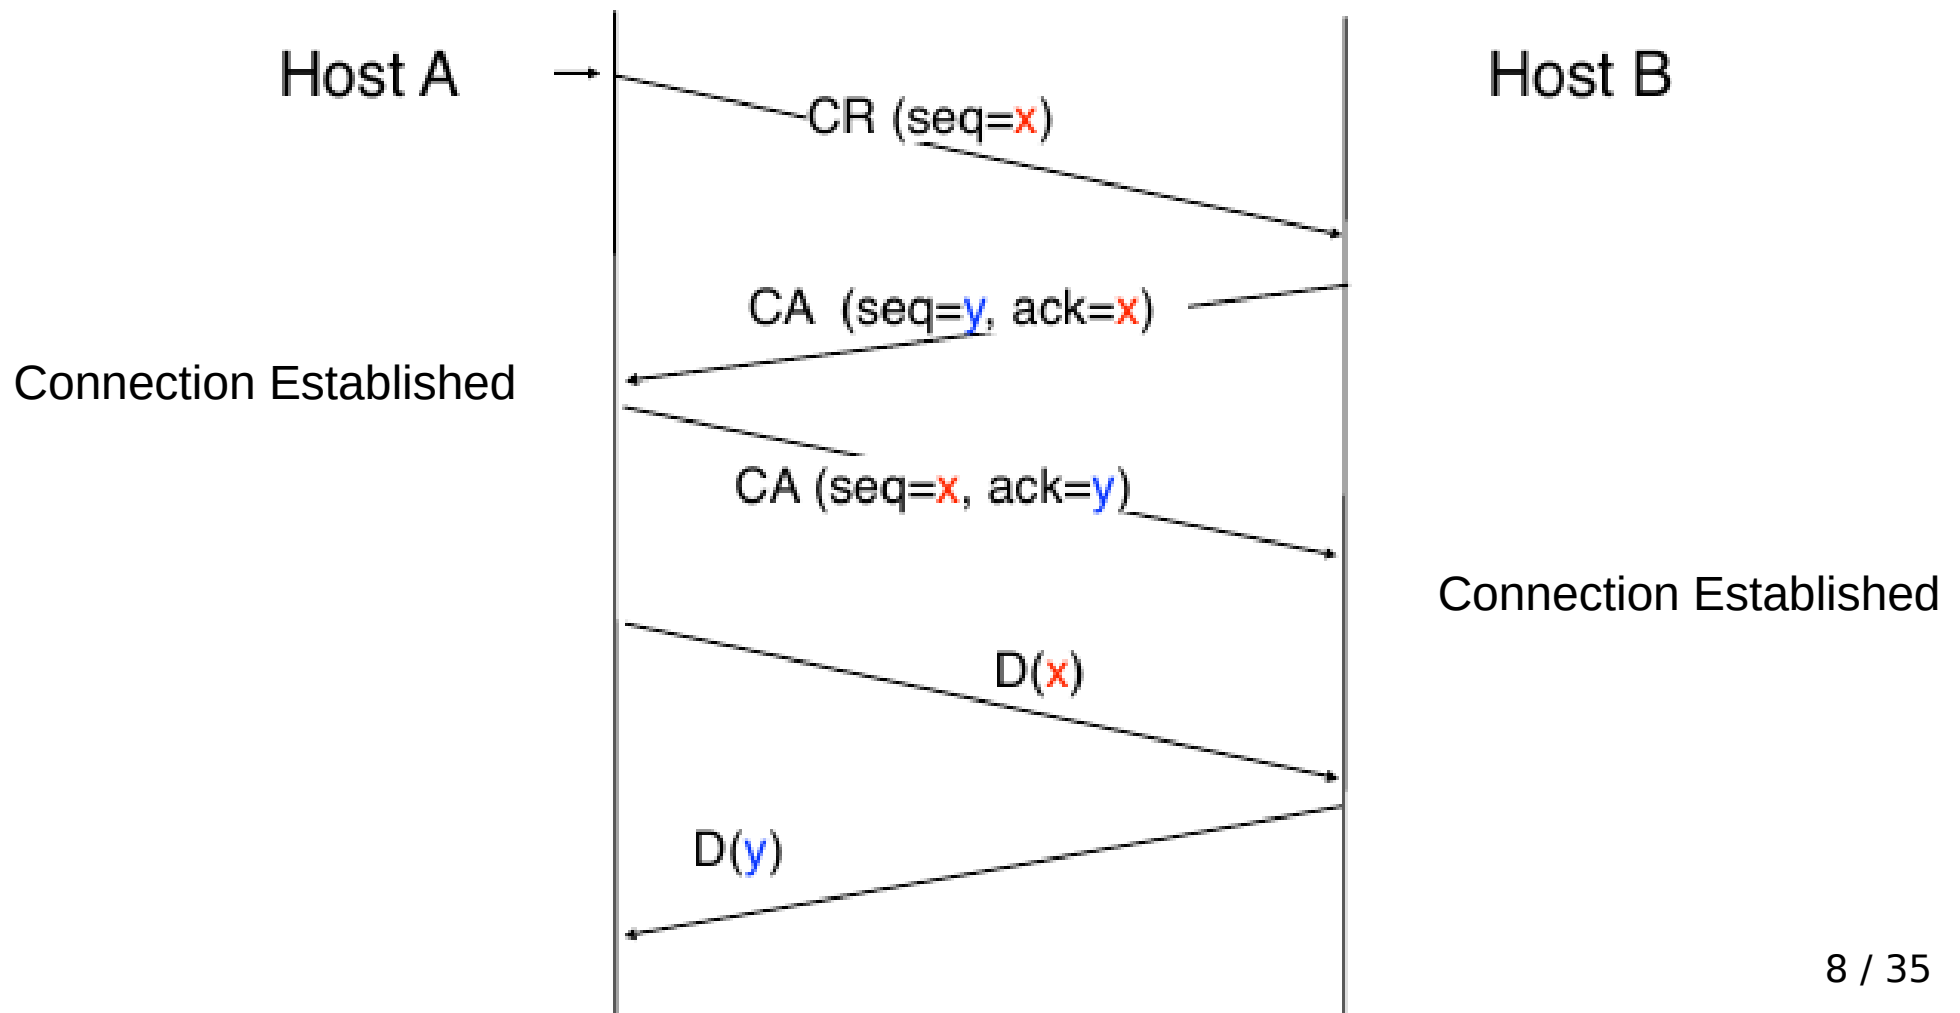 Host A
Host B
CR (seq=x)
CA (seq=y, ack=x)
Connection Established
CA (seq=x, ack=y)
Connection Established
D(x)
D(y)
8 / 35